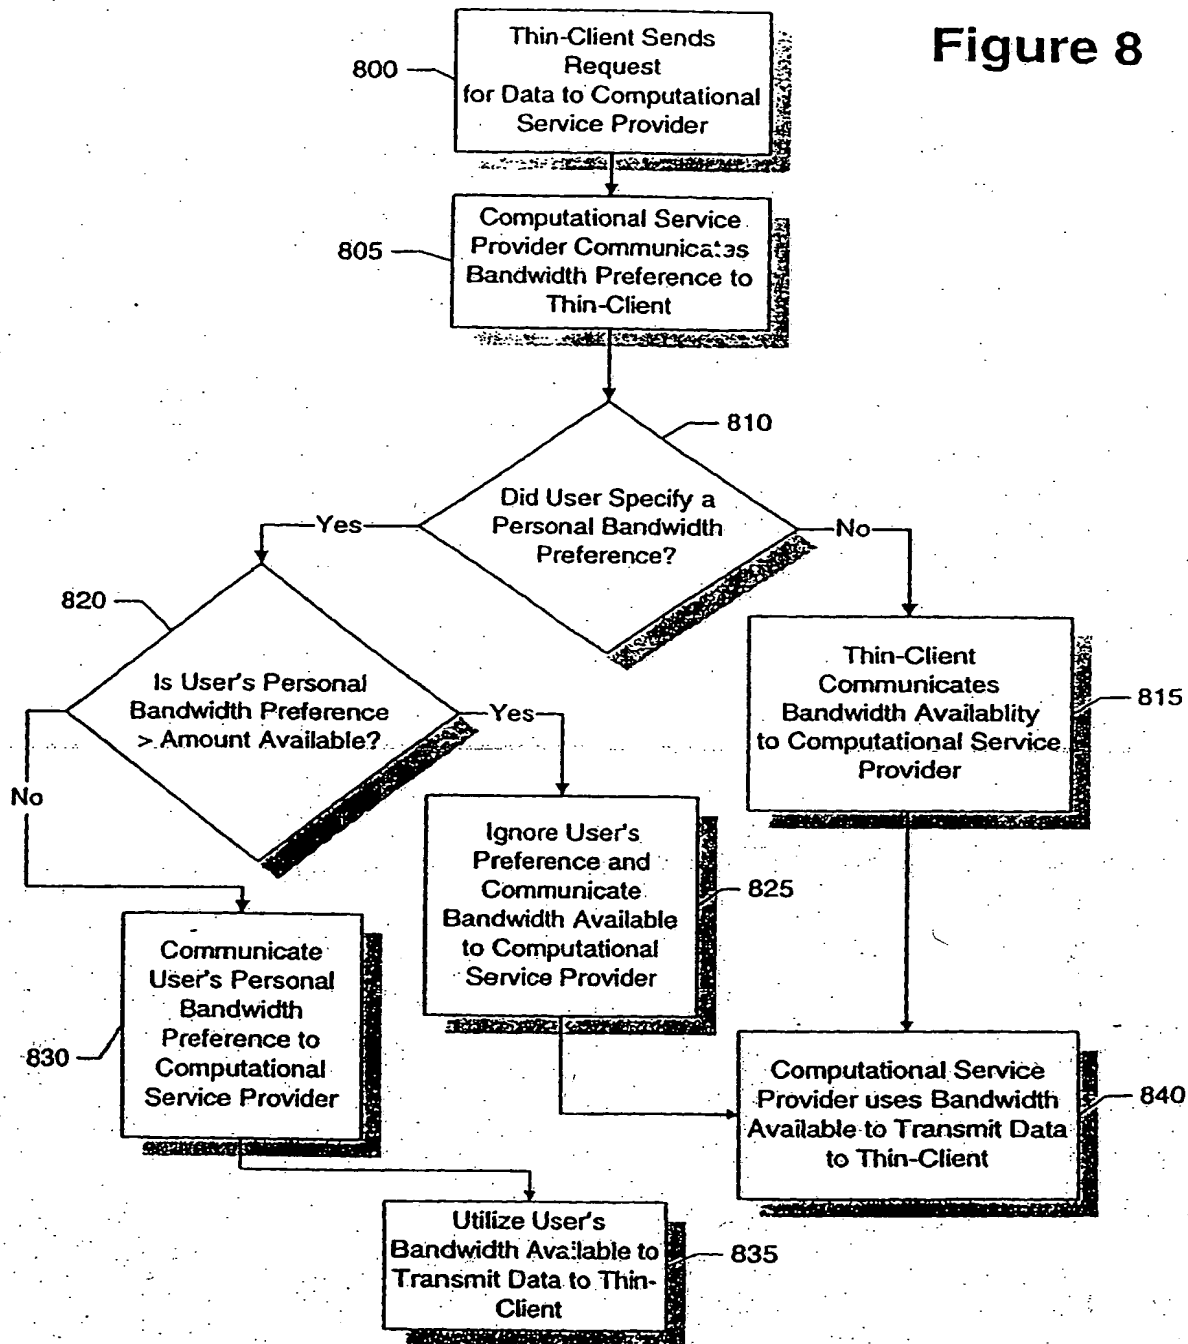 Figure 8
Thin-Client Sends
Request
for Data to Computational
Service Provider
800
Computational Service
Provider Communicates
Bandwidth Preference to
Thin-Client
805
810
Did User Specify a
Personal Bandwidth
Preference?
Yes
No
820
Is User's Personal
Bandwidth Preference
> Amount Available?
Yes
No
Thin-Client
Communicates
Bandwidth Availablity
to Computational Service
Provider
815
Ignore User's
Preference and
Communicate
Bandwidth Available
to Computational
Service Provider
825
Communicate
User's Personal
Bandwidth
Preference to
Computational
Service Provider
830
Computational Service
Provider uses Bandwidth
Available to Transmit Data
to Thin-Client
840
Utilize User's
Bandwidth Available to
Transmit Data to Thin-
Client
835